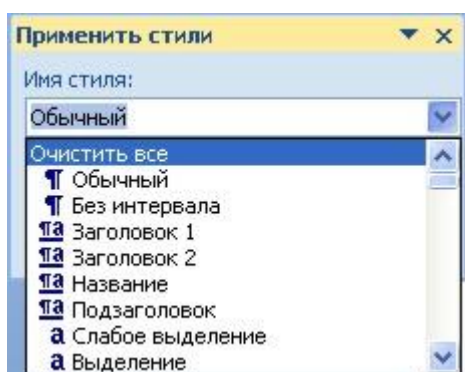 Применить стили
Имя стиля:
Обычный
Очистить все
¶ Обычный
¶ Без интервала
¶a Заголовок 1
¶a Заголовок 2
¶a Название
¶a Подзаголовок
a Слабое выделение
a Выделение